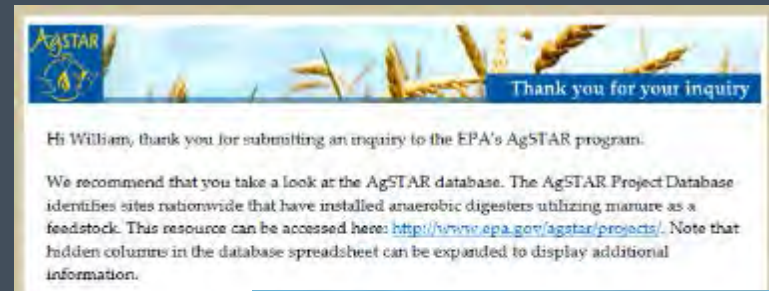 AgSTAR
Thank you for your inquiry
Hi William, thank you for submitting an inquiry to the EPA's AgSTAR program.
We recommend that you take a look at the AgSTAR database. The AgSTAR Project Database
identifies sites nationwide that have installed anaerobic digesters utilizing manure as a
feedstock. This resource can be accessed here: http://www.epa.gov/agstar/projects/. Note that
hidden columns in the database spreadsheet can be expanded to display additional
information.